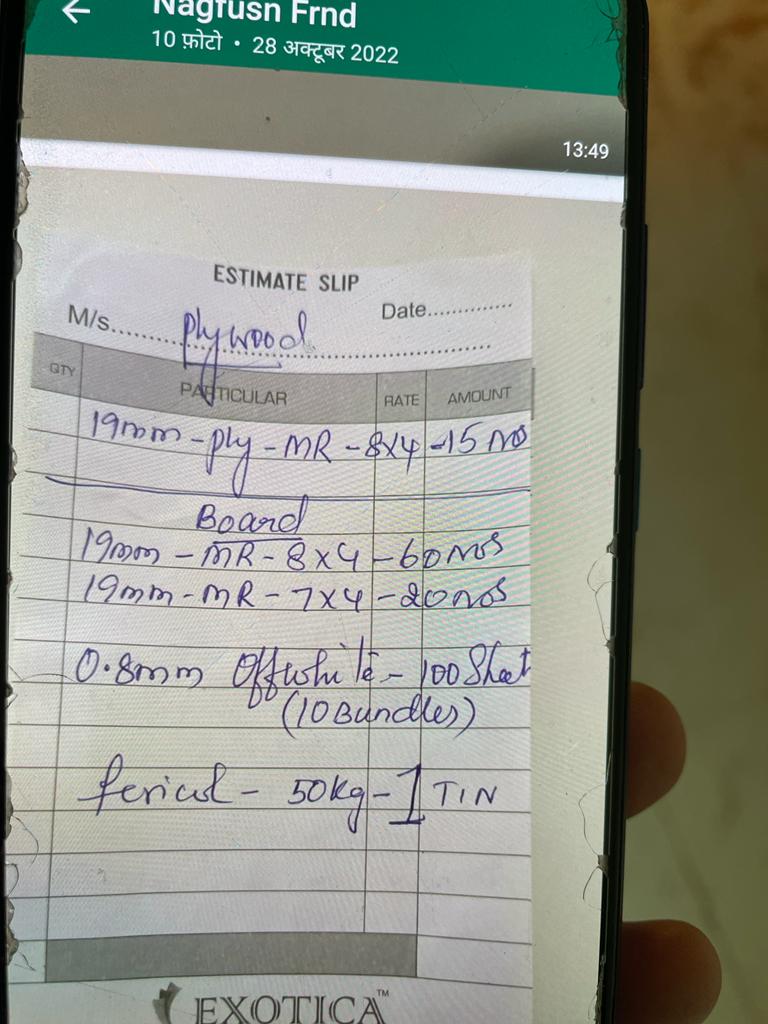 Nagfusn Frnd
10 फ़ोटो • 28 अक्टूबर 2022
13:49
ESTIMATE SLIP
M/s.............. Plywood Date..............
QTY PARTICULAR RATE AMOUNT
19mm - ply - MR - 8x4 - 15 nos
Board
19mm - MR - 8x4 - 60 Nos
19mm - MR - 7x4 - 20 nos
0.8mm Offwhite - 100 Sheet
(10 Bundles)
fericol - 50kg - 1 TIN
EXOTICA™